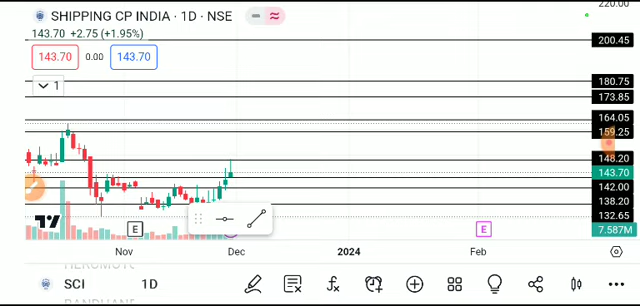 220.00
SHIPPING CP INDIA · 1D · NSE
143.70 +2.75 (+1.95%)
143.70 0.00 143.70
1
200.45
180.75
173.85
164.05
159.25
148.20
143.70
142.00
138.20
132.65
7.587M
E E
Nov Dec 2024 Feb
SCI 1D